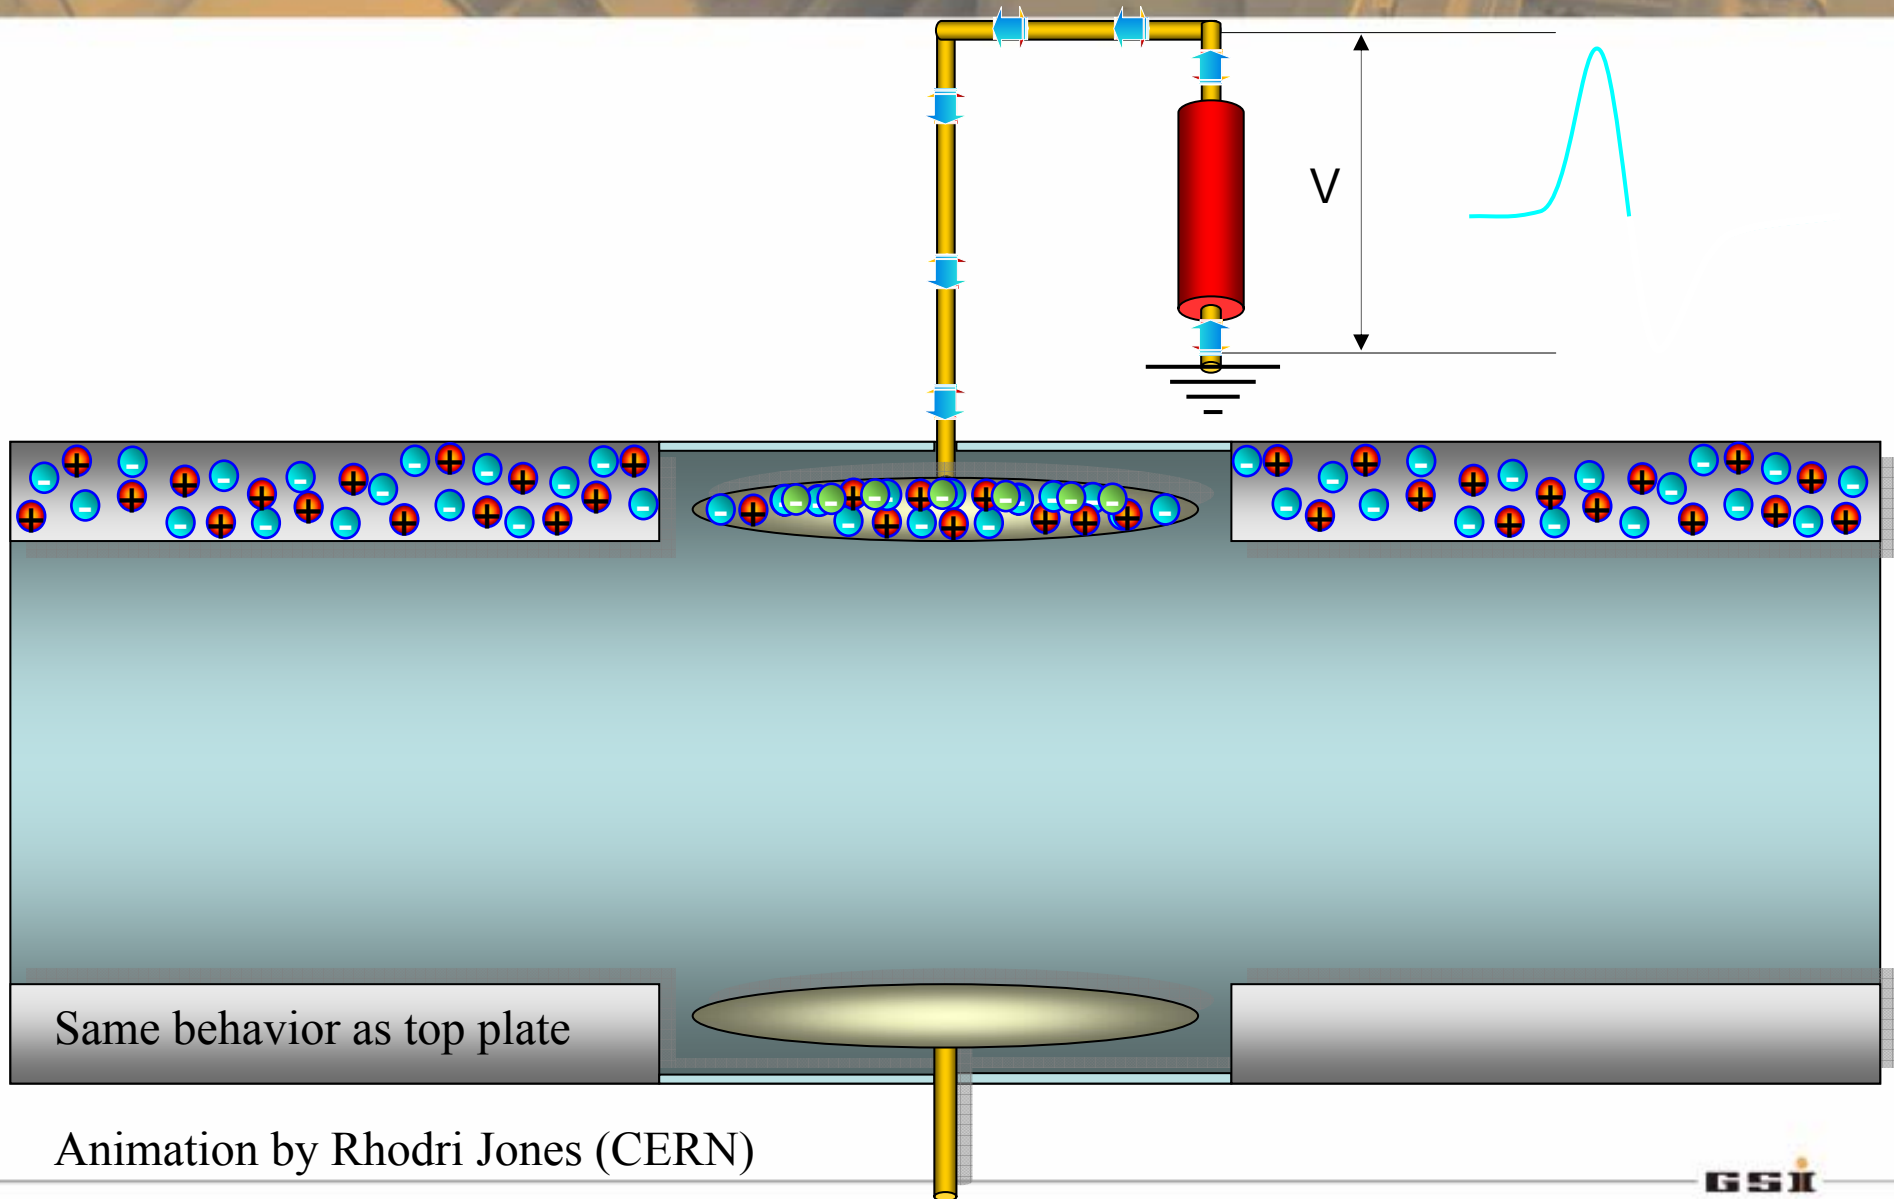 V
Same behavior as top plate
Animation by Rhodri Jones (CERN)
GSI